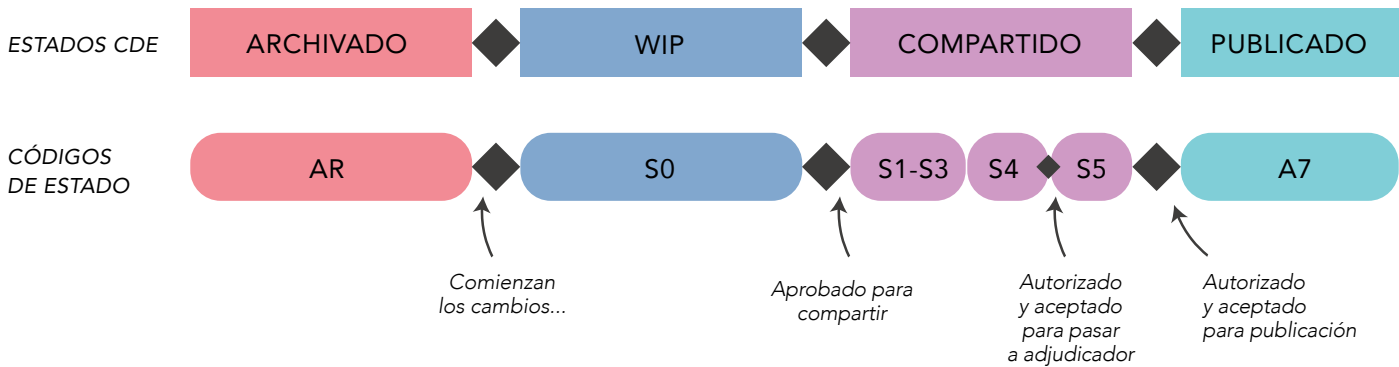 ESTADOS CDE
ARCHIVADO
WIP
COMPARTIDO
PUBLICADO
CÓDIGOS
DE ESTADO
AR
S0
S1-S3
S4
S5
A7
Comienzan
los cambios...
Aprobado para
compartir
Autorizado
y aceptado
para pasar
a adjudicador
Autorizado
y aceptado
para publicación